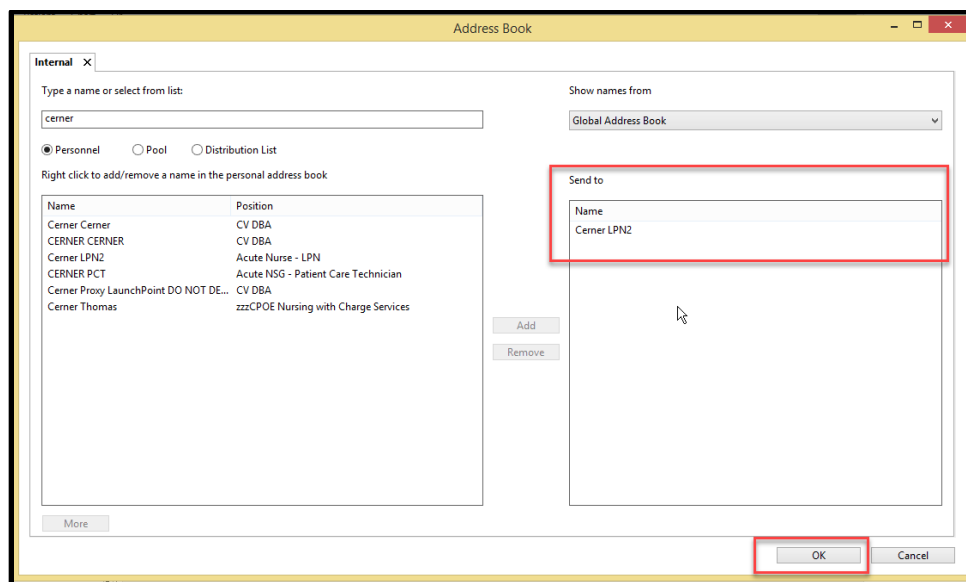 Address Book
Internal X
Type a name or select from list:
Show names from
cerner
Global Address Book
Personnel Pool Distribution List
Right click to add/remove a name in the personal address book
Send to
Name Position
Name
Cerner Cerner CV DBA
Cerner LPN2
CERNER CERNER CV DBA
Cerner LPN2 Acute Nurse - LPN
CERNER PCT Acute NSG - Patient Care Technician
Cerner Proxy LaunchPoint DO NOT DE... CV DBA
Cerner Thomas zzzCPOE Nursing with Charge Services
Add
Remove
More
OK Cancel